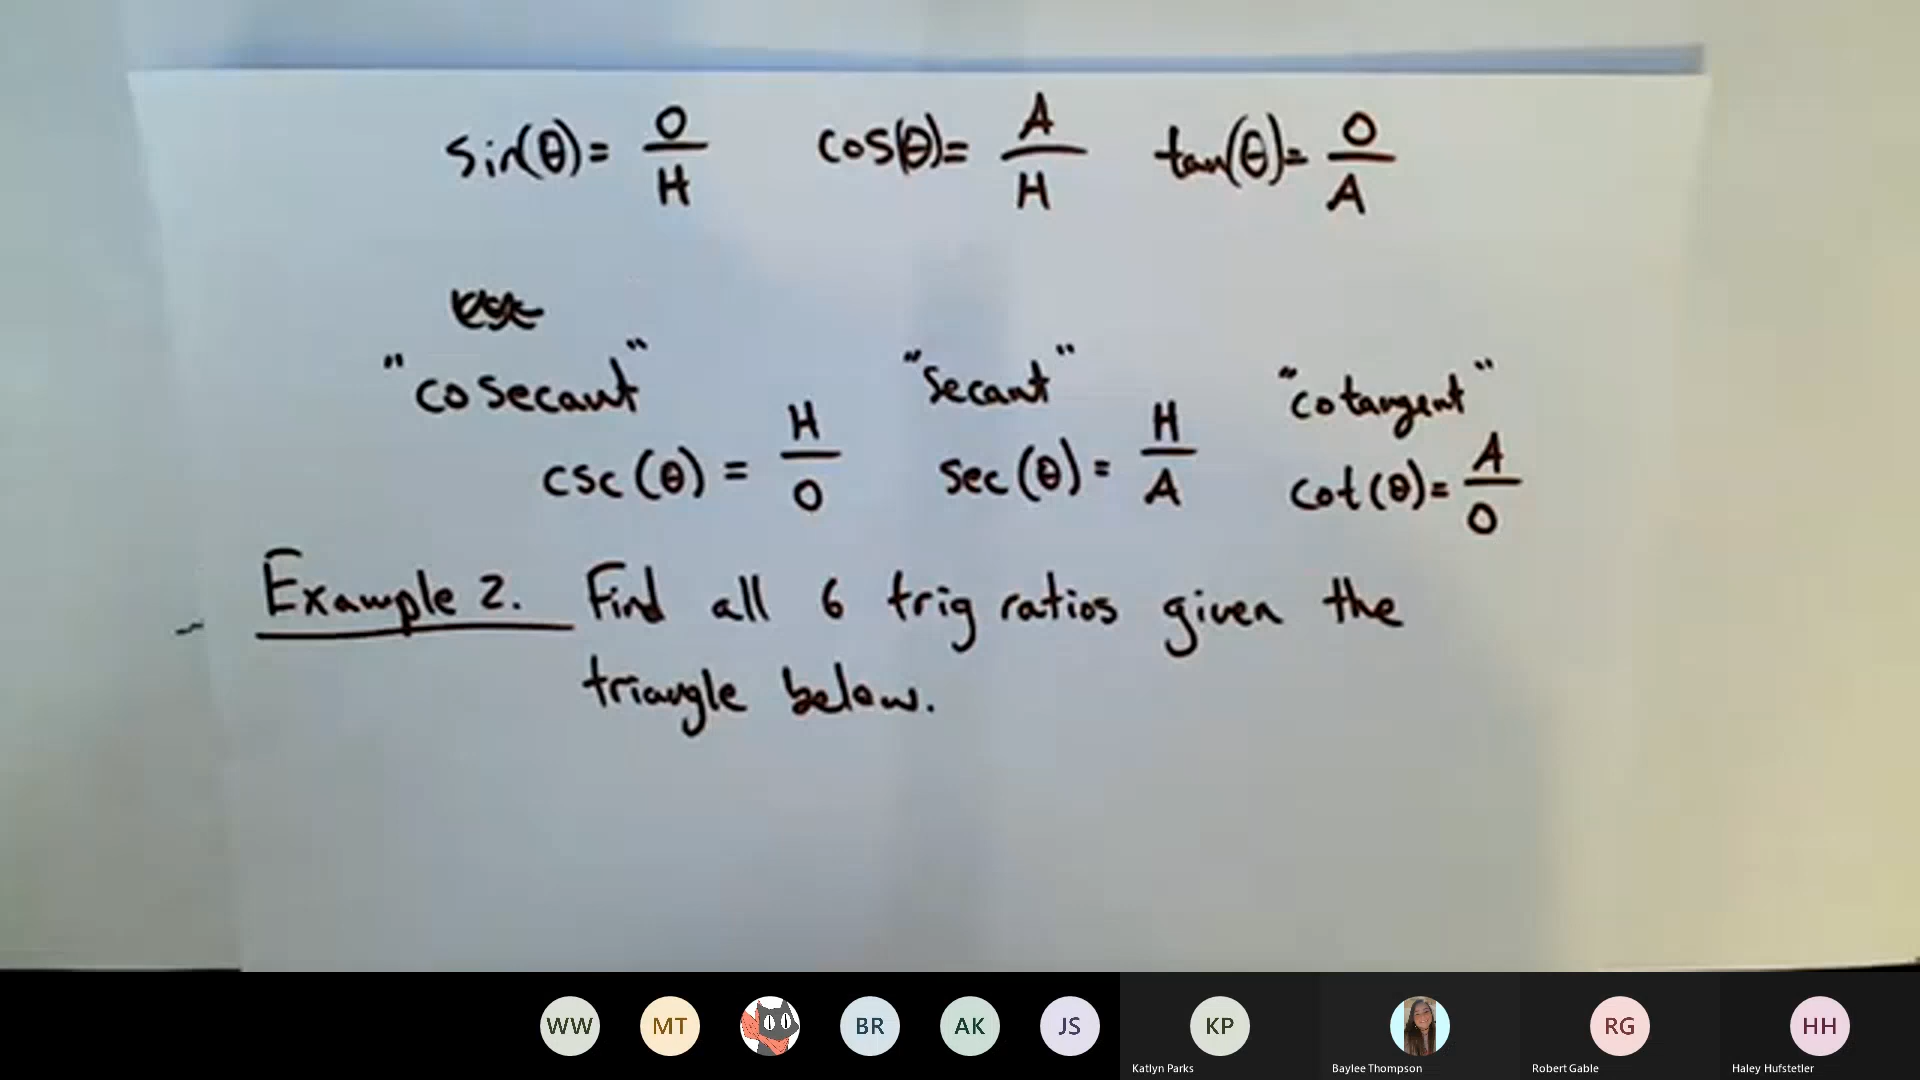 sin(θ) = O/H cos(θ) = A/H tan(θ) = O/A
"cosecant" "secant" "cotangent"
csc(θ) = H/O sec(θ) = H/A cot(θ) = A/O
Example 2. Find all 6 trig ratios given the
triangle below.
WW MT BR AK JS KP RG HH
Katlyn Parks Baylee Thompson Robert Gable Haley Hufstetler